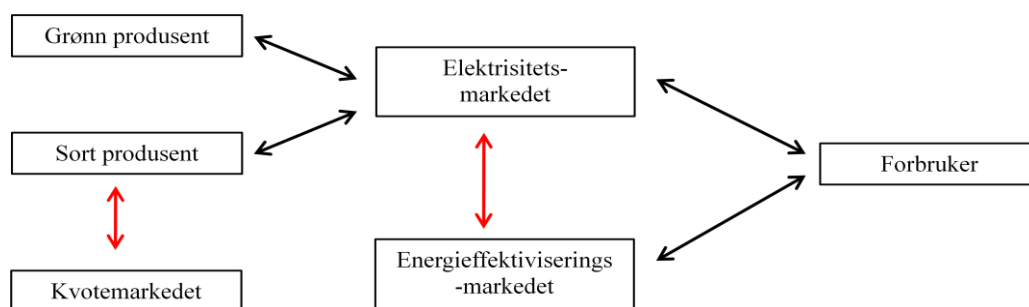 Grønn produsent
Elektrisitets-
markedet
Sort produsent
Forbruker
Energieffektiviserings
-markedet
Kvotemarkedet